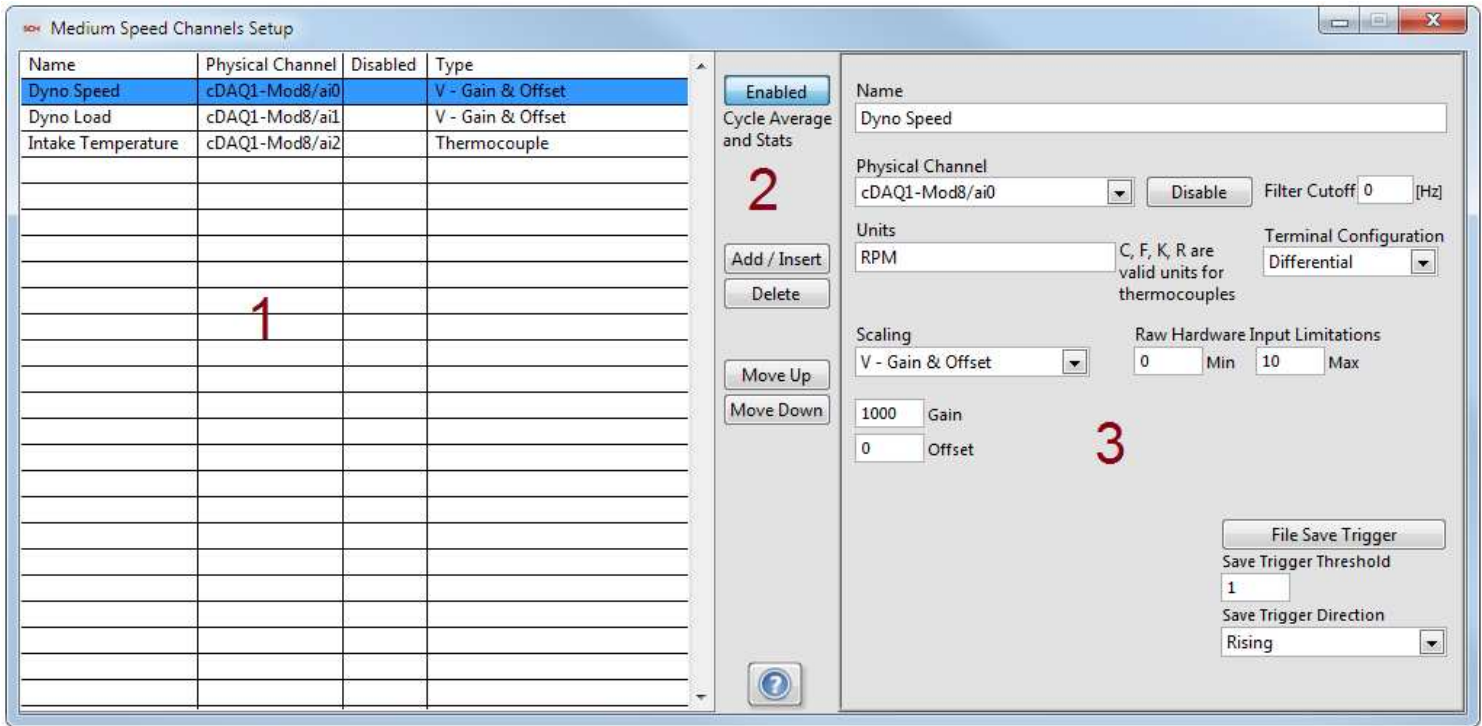 Medium Speed Channels Setup
Name Physical Channel Disabled Type
Dyno Speed cDAQ1-Mod8/ai0 V - Gain & Offset
Dyno Load cDAQ1-Mod8/ai1 V - Gain & Offset
Intake Temperature cDAQ1-Mod8/ai2 Thermocouple
1
Enabled
Cycle Average
and Stats
2
Add / Insert
Delete
Move Up
Move Down
Name
Dyno Speed
Physical Channel
cDAQ1-Mod8/ai0 Disable Filter Cutoff 0 [Hz]
Units
RPM
C, F, K, R are
valid units for
thermocouples
Terminal Configuration
Differential
Scaling
V - Gain & Offset
Raw Hardware Input Limitations
0 Min 10 Max
1000 Gain
0 Offset
3
File Save Trigger
Save Trigger Threshold
1
Save Trigger Direction
Rising
?